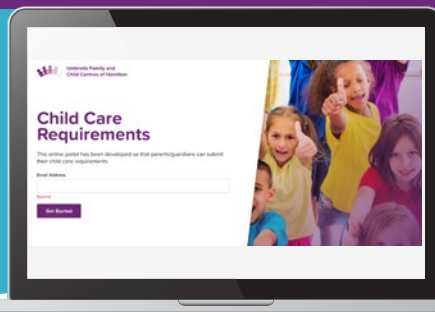 Umbrella Family and
Child Centres of Hamilton
Child Care
Requirements
This online portal has been developed so that parents/guardians can submit
their child care requirements.
Email Address
Required
Get Started